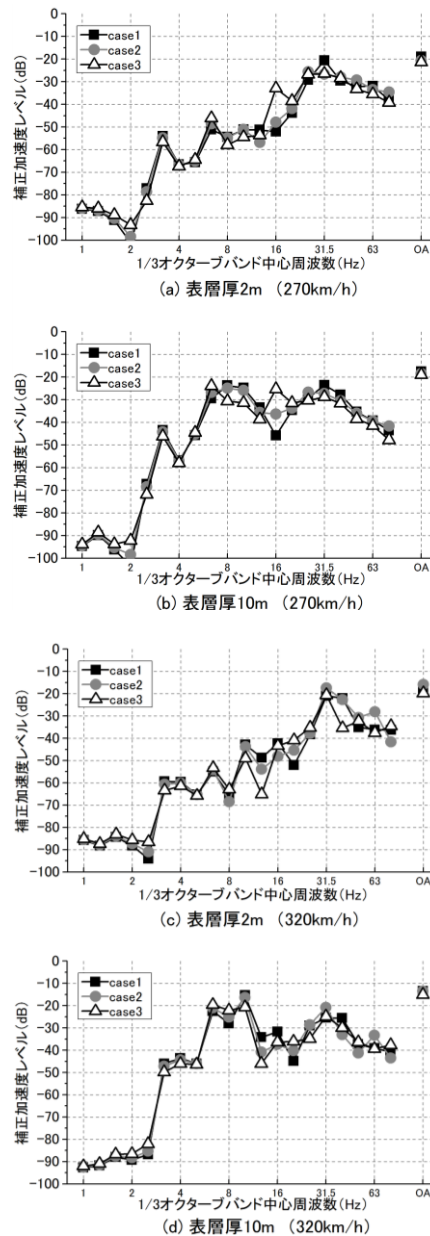 0
-10
-20
-30
-40
-50
-60
-70
-80
-90
-100
補正加速度レベル(dB)
case1
case2
case3
1 2 4 8 16 31.5 63 OA
1/3オクターブバンド中心周波数(Hz)
(a) 表層厚2m (270km/h)
0
-10
-20
-30
-40
-50
-60
-70
-80
-90
-100
補正加速度レベル(dB)
case1
case2
case3
1 2 4 8 16 31.5 63 OA
1/3オクターブバンド中心周波数(Hz)
(b) 表層厚10m (270km/h)
0
-10
-20
-30
-40
-50
-60
-70
-80
-90
-100
補正加速度レベル(dB)
case1
case2
case3
1 2 4 8 16 31.5 63 OA
1/3オクターブバンド中心周波数(Hz)
(c) 表層厚2m (320km/h)
0
-10
-20
-30
-40
-50
-60
-70
-80
-90
-100
補正加速度レベル(dB)
case1
case2
case3
1 2 4 8 16 31.5 63 OA
1/3オクターブバンド中心周波数(Hz)
(d) 表層厚10m (320km/h)